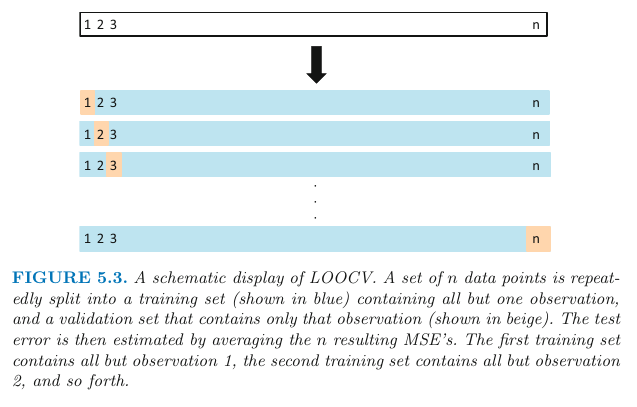 1 2 3 n
1 2 3 n
1 2 3 n
1 2 3 n
.
.
.
1 2 3 n
FIGURE 5.3. A schematic display of LOOCV. A set of n data points is repeat-
edly split into a training set (shown in blue) containing all but one observation,
and a validation set that contains only that observation (shown in beige). The test
error is then estimated by averaging the n resulting MSE's. The first training set
contains all but observation 1, the second training set contains all but observation
2, and so forth.